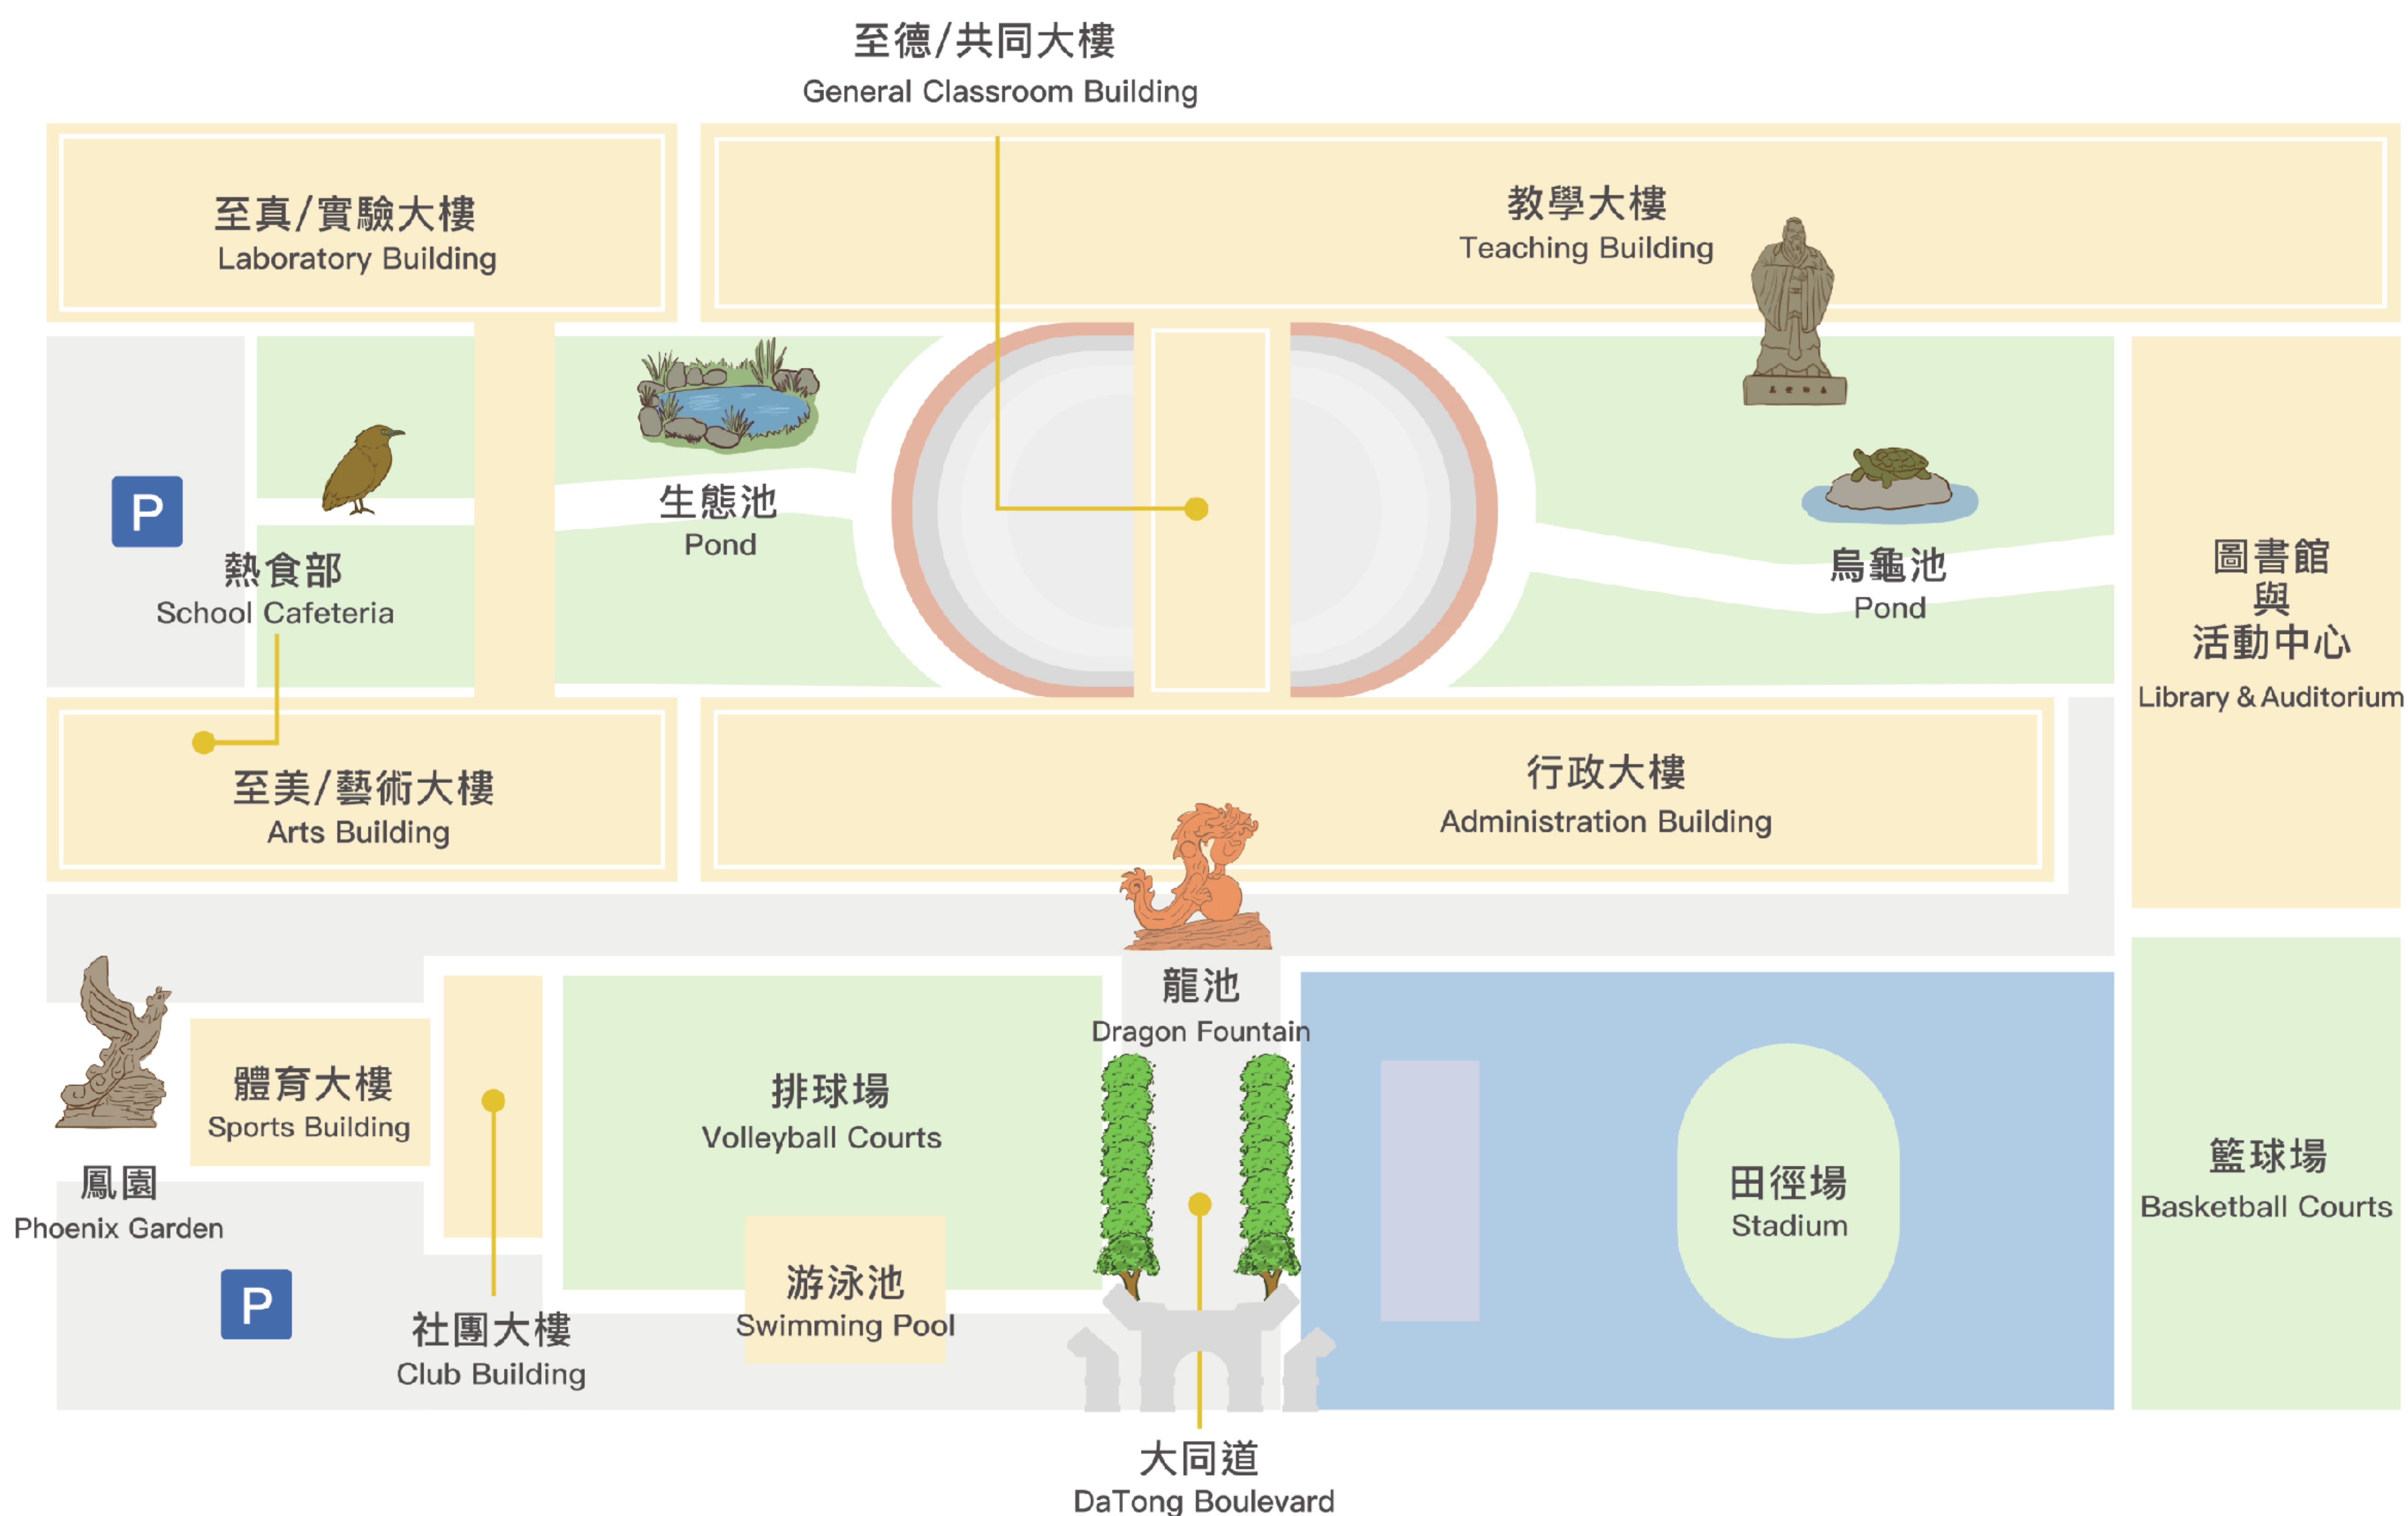 至德/共同大樓
General Classroom Building
至真/實驗大樓
Laboratory Building
教學大樓
Teaching Building
P
生態池
Pond
熱食部
School Cafeteria
烏龜池
Pond
圖書館
與
活動中心
Library & Auditorium
至美/藝術大樓
Arts Building
行政大樓
Administration Building
龍池
Dragon Fountain
體育大樓
Sports Building
鳳園
Phoenix Garden
排球場
Volleyball Courts
田徑場
Stadium
籃球場
Basketball Courts
P
社團大樓
Club Building
游泳池
Swimming Pool
大同道
DaTong Boulevard